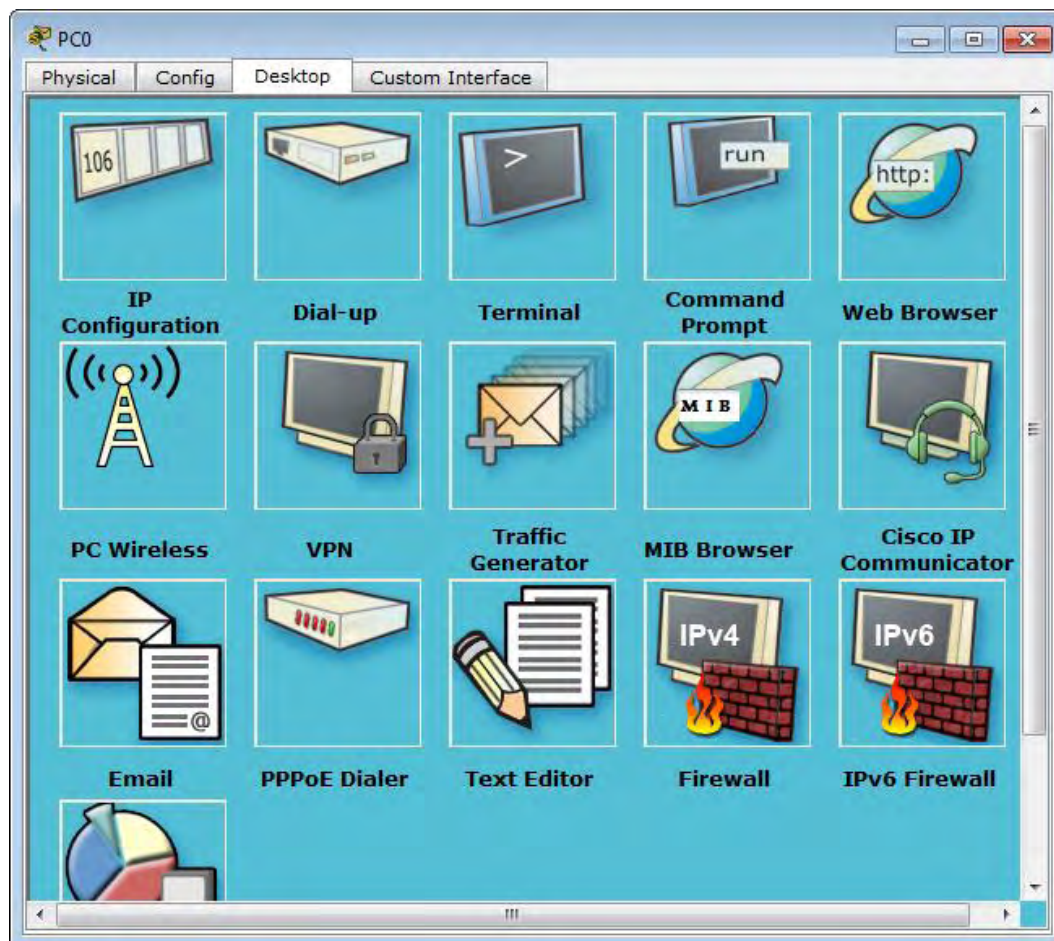 PC0
Physical Config Desktop Custom Interface
106
>
run
http:
IP
Configuration
Dial-up
Terminal
Command
Prompt
Web Browser
MIB
PC Wireless
VPN
Traffic
Generator
MIB Browser
Cisco IP
Communicator
@
IPv4
IPv6
Email
PPPoE Dialer
Text Editor
Firewall
IPv6 Firewall